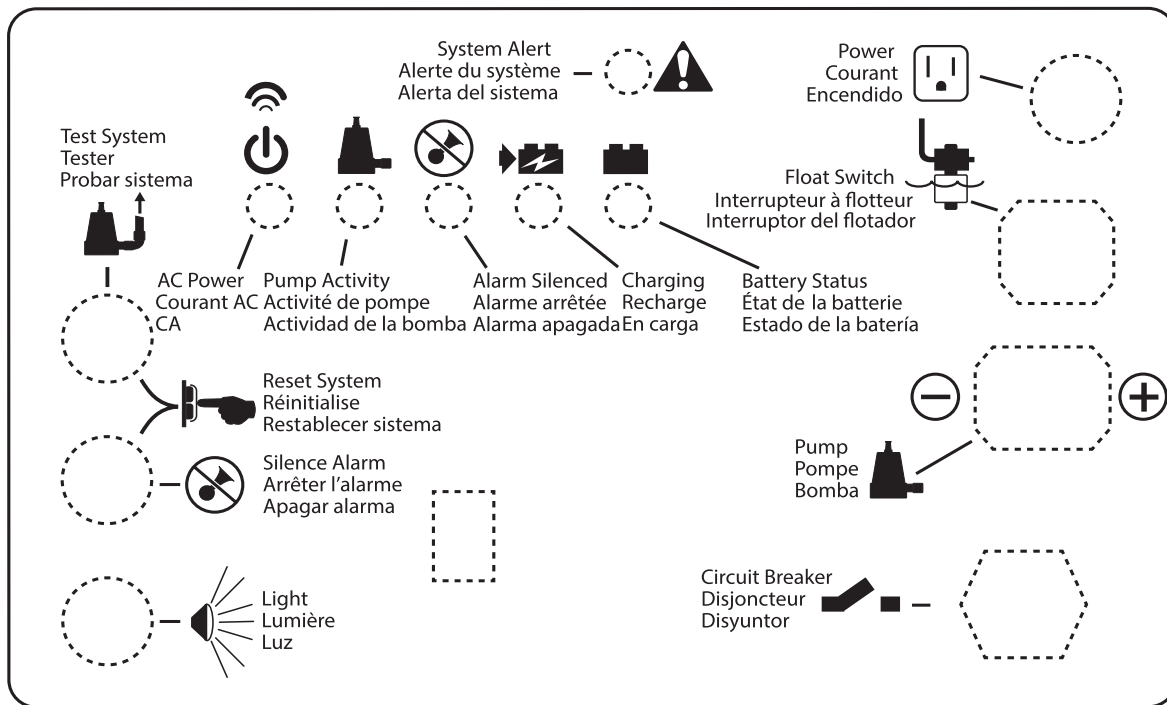 System Alert
Alerte du système
Alerta del sistema
Power
Courant
Encendido
Test System
Tester
Probar sistema
Float Switch
Interrupteur à flotteur
Interruptor del flotador
AC Power
Courant AC
CA
Pump Activity
Activité de pompe
Actividad de la bomba
Alarm Silenced
Alarme arrêtée
Alarma apagada
Charging
Recharge
En carga
Battery Status
État de la batterie
Estado de la batería
Reset System
Réinitialise
Restablecer sistema
Silence Alarm
Arrêter l’alarme
Apagar alarma
Pump
Pompe
Bomba
Light
Lumière
Luz
Circuit Breaker
Disjoncteur
Disyuntor